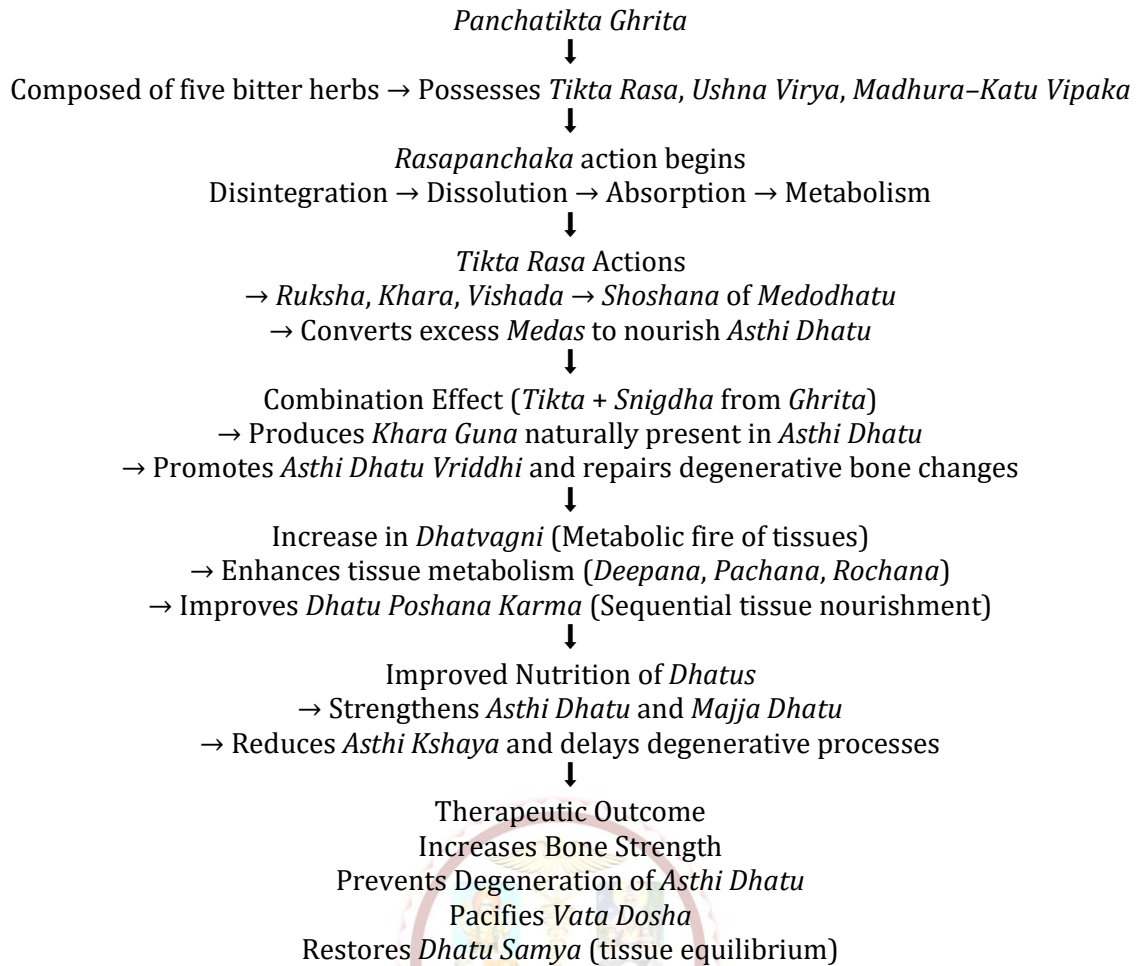 Panchatikta Ghrita
Composed of five bitter herbs → Possesses Tikta Rasa, Ushna Virya, Madhura–Katu Vipaka
Rasapanchaka action begins
Disintegration → Dissolution → Absorption → Metabolism
Tikta Rasa Actions
→ Ruksha, Khara, Vishada → Shoshana of Medodhatu
→ Converts excess Medas to nourish Asthi Dhatu
Combination Effect (Tikta + Snigdha from Ghrita)
→ Produces Khara Guna naturally present in Asthi Dhatu
→ Promotes Asthi Dhatu Vriddhi and repairs degenerative bone changes
Increase in Dhatvagni (Metabolic fire of tissues)
→ Enhances tissue metabolism (Deepana, Pachana, Rochana)
→ Improves Dhatu Poshana Karma (Sequential tissue nourishment)
Improved Nutrition of Dhatus
→ Strengthens Asthi Dhatu and Majja Dhatu
→ Reduces Asthi Kshaya and delays degenerative processes
Therapeutic Outcome
Increases Bone Strength
Prevents Degeneration of Asthi Dhatu
Pacifies Vata Dosha
Restores Dhatu Samya (tissue equilibrium)